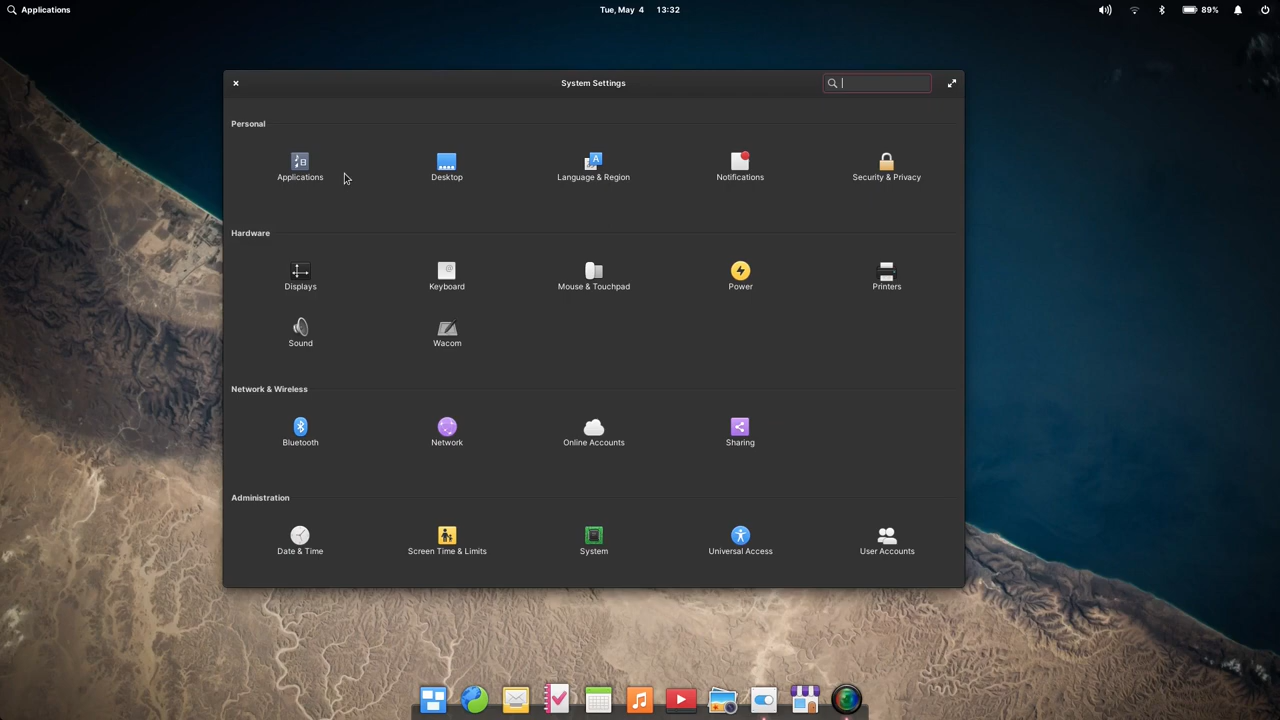 Applications
Tue, May 4 13:32
89%
System Settings
Personal
Applications
Desktop
Language & Region
Notifications
Security & Privacy
Hardware
Displays
Keyboard
Mouse & Touchpad
Power
Printers
Sound
Wacom
Network & Wireless
Bluetooth
Network
Online Accounts
Sharing
Administration
Date & Time
Screen Time & Limits
System
Universal Access
User Accounts